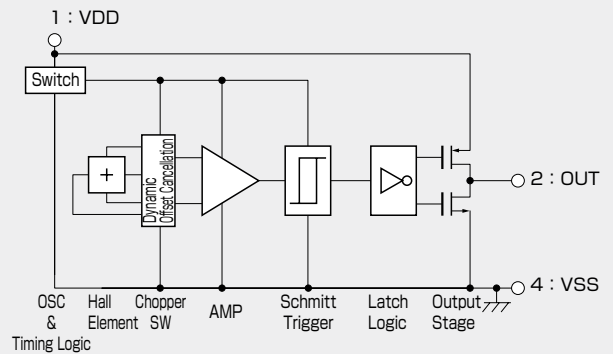 1 : VDD
Switch
+
Dynamic
Offset Cancellation
2 : OUT
4 : VSS
OSC
&
Timing Logic
Hall
Element
Chopper
SW
AMP
Schmitt
Trigger
Latch
Logic
Output
Stage